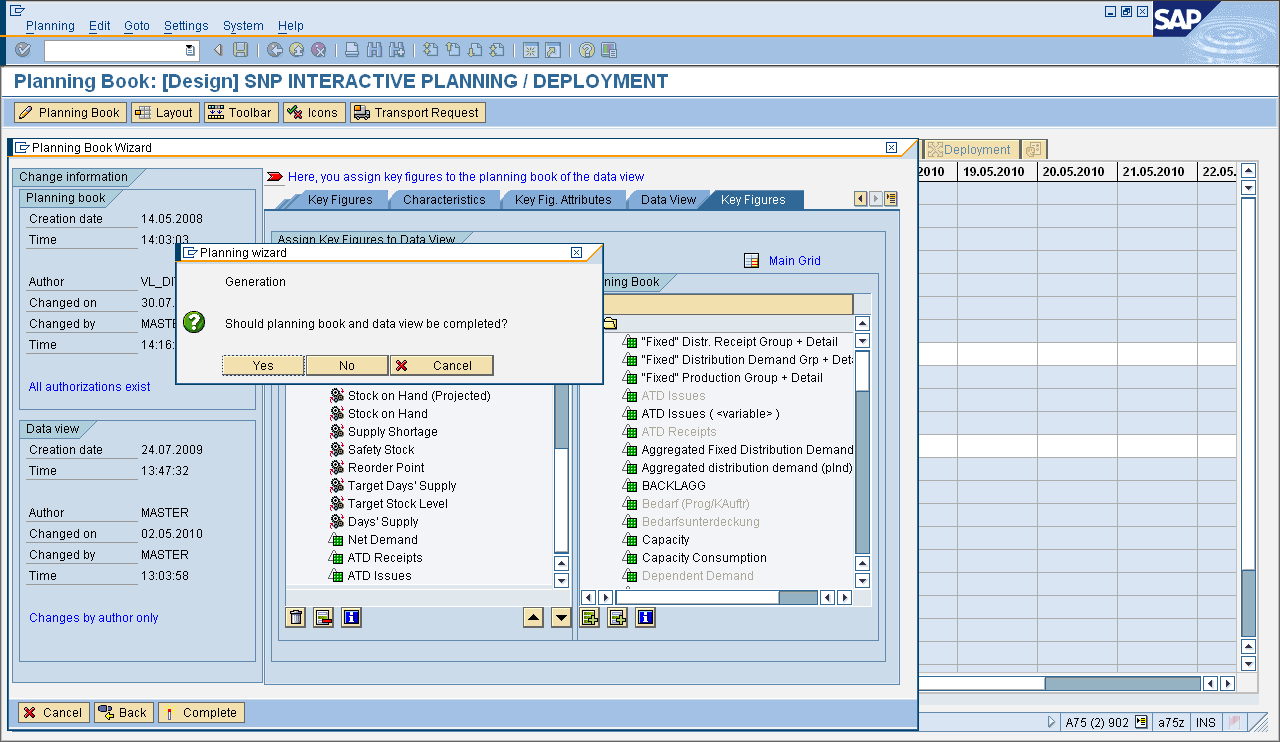 Planning Edit Goto Settings System Help
SAP
Planning Book: [Design] SNP INTERACTIVE PLANNING / DEPLOYMENT
Planning Book Layout Toolbar Icons Transport Request
Planning Book Wizard
Deployment
2010 19.05.2010 20.05.2010 21.05.2010 22.05.
Change information
Planning book
Creation date 14.05.2008
Time 14:03:03
Author VL_DI
Changed on 30.07.
Changed by MASTE
Time 14:16:
All authorizations exist
Data view
Creation date 24.07.2009
Time 13:47:32
Author MASTER
Changed on 02.05.2010
Changed by MASTER
Time 13:03:58
Changes by author only
Here, you assign key figures to the planning book of the data view
Key Figures Characteristics Key Fig. Attributes Data View Key Figures
Assign Key Figures to Data View
Main Grid
Planning wizard
Generation
Should planning book and data view be completed?
Yes No Cancel
Stock on Hand (Projected)
Stock on Hand
Supply Shortage
Safety Stock
Reorder Point
Target Days' Supply
Target Stock Level
Days' Supply
Net Demand
ATD Receipts
ATD Issues
ning Book
"Fixed" Distr. Receipt Group + Detail
"Fixed" Distribution Demand Grp + Deta
"Fixed" Production Group + Detail
ATD Issues
ATD Issues ( <variable> )
ATD Receipts
Aggregated Fixed Distribution Demand
Aggregated distribution demand (plnd)
BACKLAGG
Bedarf (Prog/KAuftr)
Bedarfsunterdeckung
Capacity
Capacity Consumption
Dependent Demand
Cancel Back Complete
A75 (2) 902 a75z INS